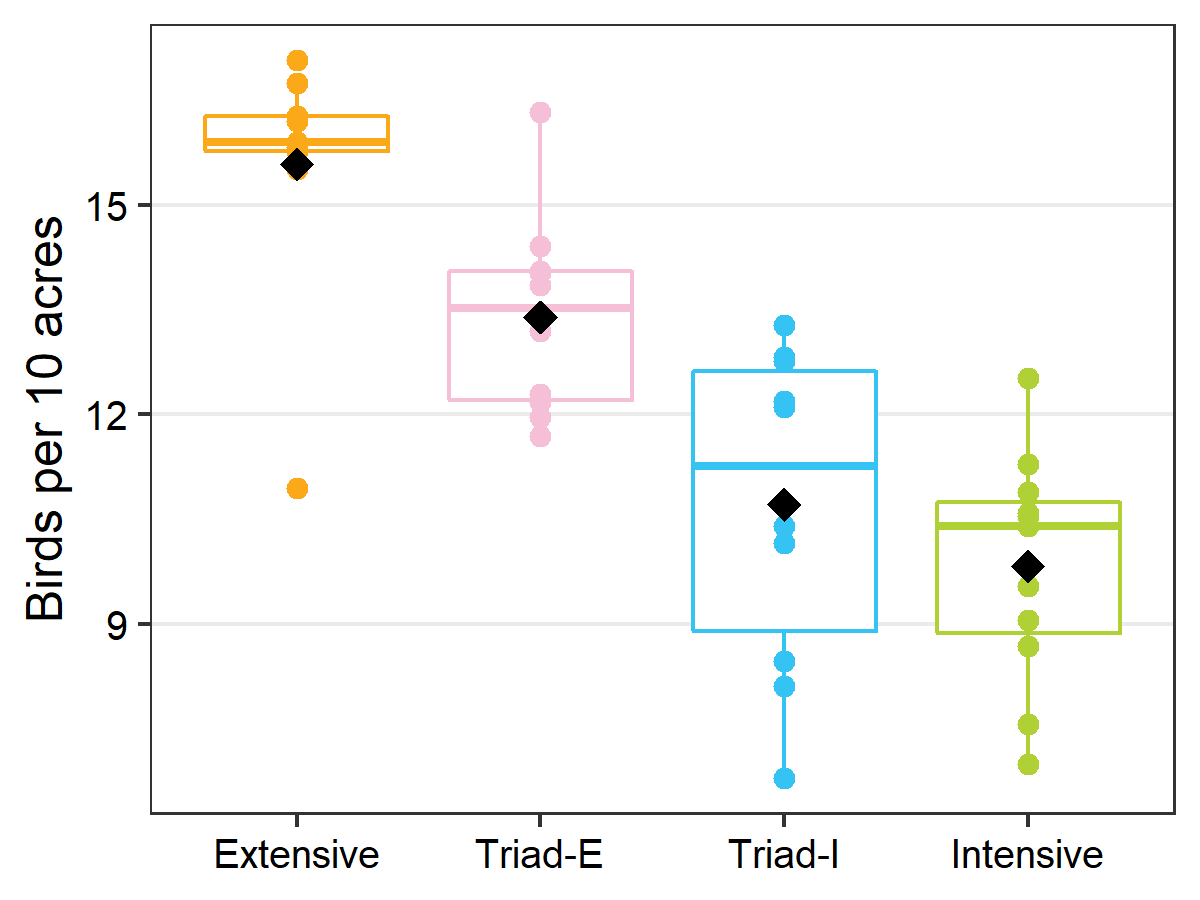 Birds per 10 acres
15
12
9
Extensive
Triad-E
Triad-I
Intensive